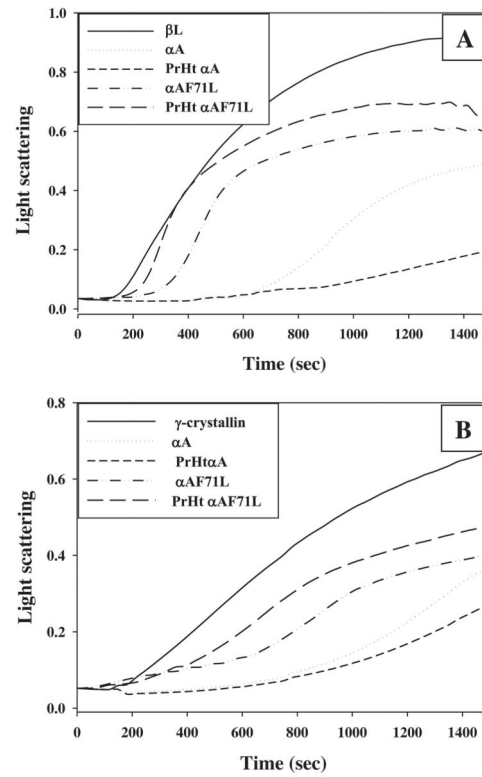 1.0
A
βL
αA
PrHt αA
αAF71L
PrHt αAF71L
0.8
0.6
0.4
0.2
0.0
Light scattering
0 200 400 600 800 1000 1200 1400
Time (sec)
0.8
B
γ-crystallin
αA
PrHtαA
αAF71L
PrHt αAF71L
0.6
0.4
0.2
0.0
Light scattering
0 200 400 600 800 1000 1200 1400
Time (sec)